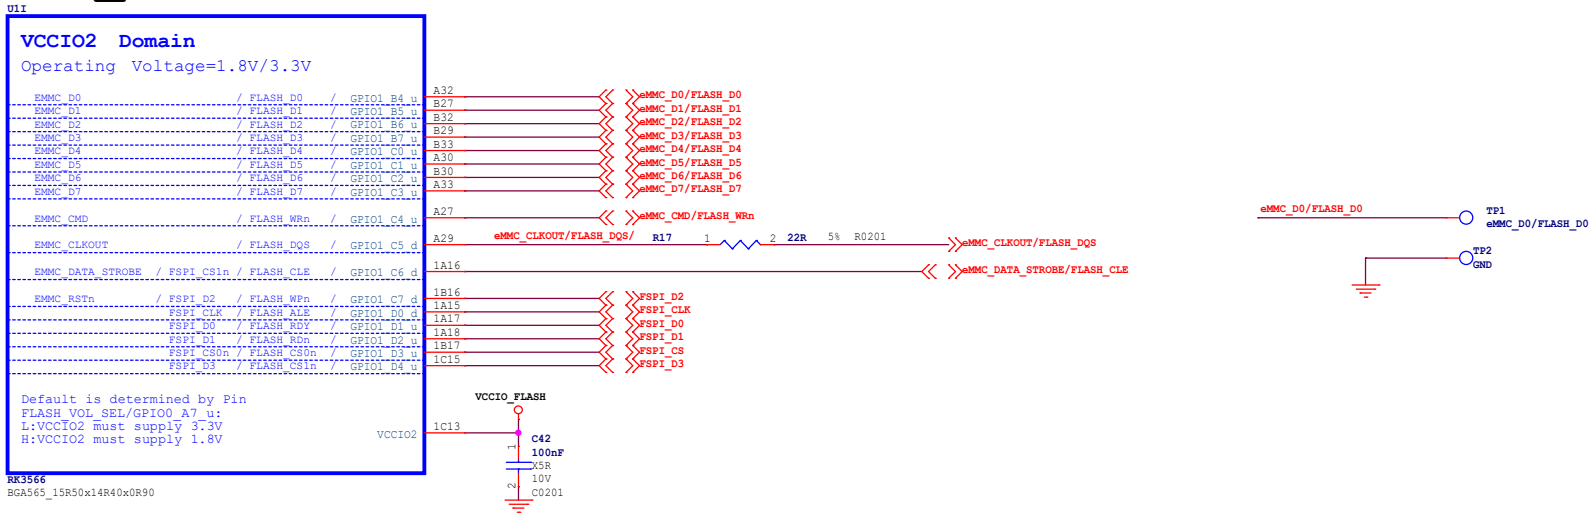 U1I
VCCIO2 Domain
Operating Voltage=1.8V/3.3V
EMMC_D0 / FLASH_D0 / GPIO1_B4_u A32 eMMC_D0/FLASH_D0
EMMC_D1 / FLASH_D1 / GPIO1_B5_u B27 eMMC_D1/FLASH_D1
EMMC_D2 / FLASH_D2 / GPIO1_B6_u B32 eMMC_D2/FLASH_D2
EMMC_D3 / FLASH_D3 / GPIO1_B7_u B29 eMMC_D3/FLASH_D3
EMMC_D4 / FLASH_D4 / GPIO1_C0_u B33 eMMC_D4/FLASH_D4
EMMC_D5 / FLASH_D5 / GPIO1_C1_u A30 eMMC_D5/FLASH_D5
EMMC_D6 / FLASH_D6 / GPIO1_C2_u B30 eMMC_D6/FLASH_D6
EMMC_D7 / FLASH_D7 / GPIO1_C3_u A33 eMMC_D7/FLASH_D7
EMMC_CMD / FLASH_WRn / GPIO1_C4_u A27 eMMC_CMD/FLASH_WRn
EMMC_CLKOUT / FLASH_DQS / GPIO1_C5_d A29 eMMC_CLKOUT/FLASH_DQS/ R17 1 2 22R 5% R0201 eMMC_CLKOUT/FLASH_DQS
EMMC_DATA_STROBE / FSPI_CS1n / FLASH_CLE / GPIO1_C6_d 1A16 eMMC_DATA_STROBE/FLASH_CLE
EMMC_RSTn / FSPI_D2 / FLASH_WPn / GPIO1_C7_d 1B16 FSPI_D2
FSPI_CLK / FLASH_ALE / GPIO1_D0_d 1A15 FSPI_CLK
FSPI_D0 / FLASH_RDY / GPIO1_D1_u 1A17 FSPI_D0
FSPI_D1 / FLASH_RDn / GPIO1_D2_u 1A18 FSPI_D1
FSPI_CS0n / FLASH_CS0n / GPIO1_D3_u 1B17 FSPI_CS
FSPI_D3 / FLASH_CS1n / GPIO1_D4_u 1C15 FSPI_D3
Default is determined by Pin
FLASH_VOL_SEL/GPIO0_A7_u:
L:VCCIO2 must supply 3.3V
H:VCCIO2 must supply 1.8V
VCCIO2 1C13
RK3566
BGA565_15R50x14R40x0R90
VCCIO_FLASH
1
2
C42
100nF
X5R
10V
C0201
eMMC_D0/FLASH_D0
TP1
eMMC_D0/FLASH_D0
TP2
GND